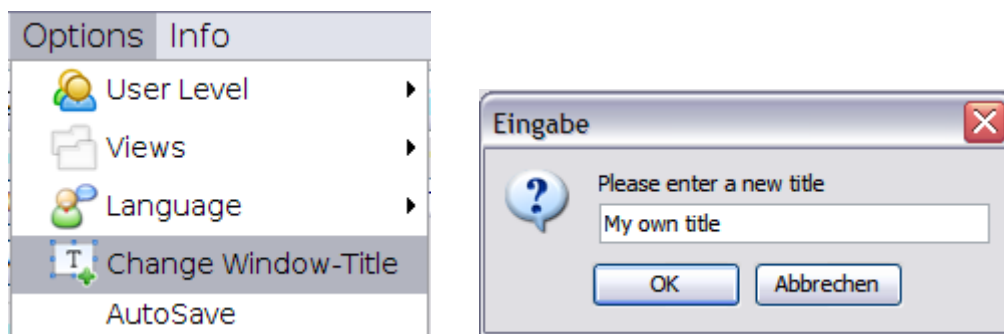 Options Info
User Level
Views
Language
T Change Window-Title
AutoSave
Eingabe
? Please enter a new title
My own title
OK Abbrechen